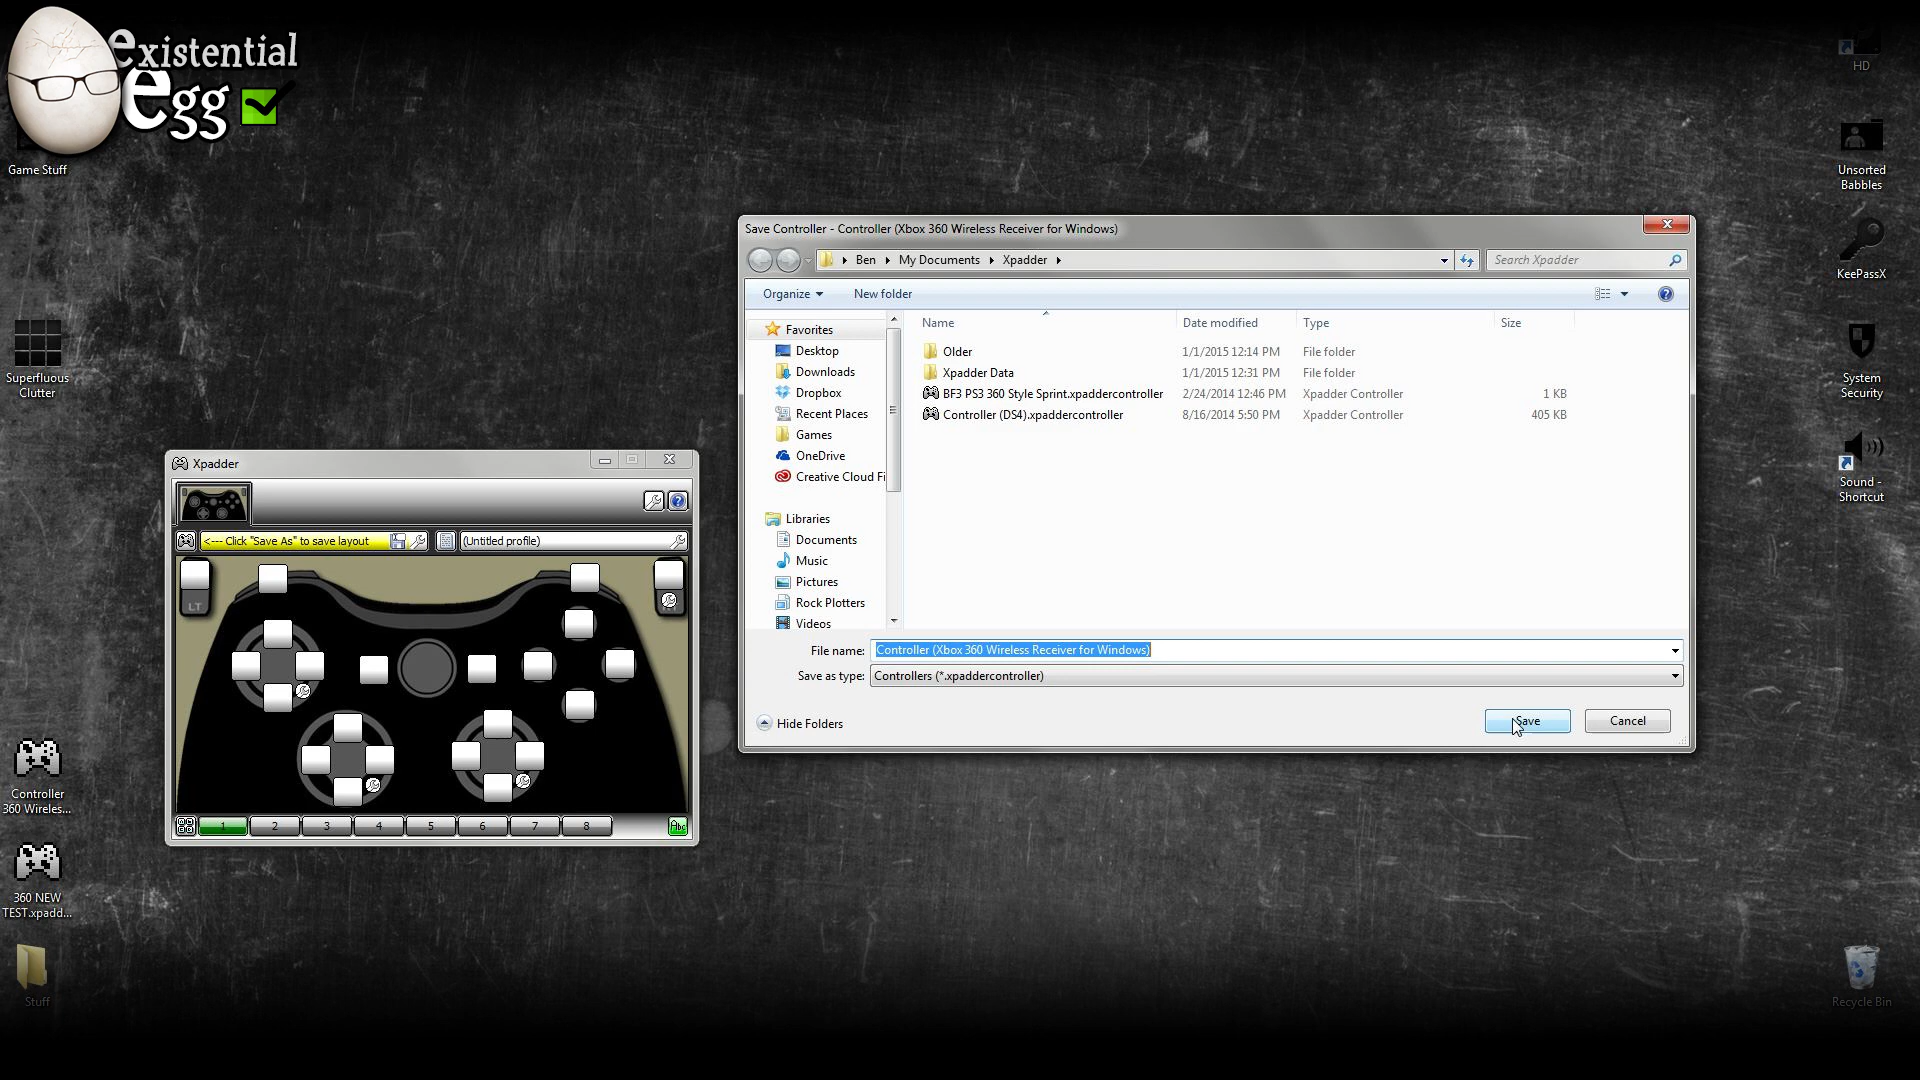 existential
Egg
Game Stuff
Superfluous
Clutter
Controller
360 Wireles...
360 NEW
TEST.xpadd...
Stuff
HD
Unsorted
Babbles
KeePassX
System
Security
Sound -
Shortcut
Recycle Bin
Xpadder
<--- Click "Save As" to save layout
(Untitled profile)
LT
1 2 3 4 5 6 7 8
Abc
Save Controller - Controller (Xbox 360 Wireless Receiver for Windows)
Ben My Documents Xpadder
Search Xpadder
Organize New folder
Favorites
Desktop
Downloads
Dropbox
Recent Places
Games
OneDrive
Creative Cloud Fi
Libraries
Documents
Music
Pictures
Rock Plotters
Videos
Name Date modified Type Size
Older 1/1/2015 12:14 PM File folder
Xpadder Data 1/1/2015 12:31 PM File folder
BF3 PS3 360 Style Sprint.xpaddercontroller 2/24/2014 12:46 PM Xpadder Controller 1 KB
Controller (DS4).xpaddercontroller 8/16/2014 5:50 PM Xpadder Controller 405 KB
File name: Controller (Xbox 360 Wireless Receiver for Windows)
Save as type: Controllers (*.xpaddercontroller)
Hide Folders
Save Cancel